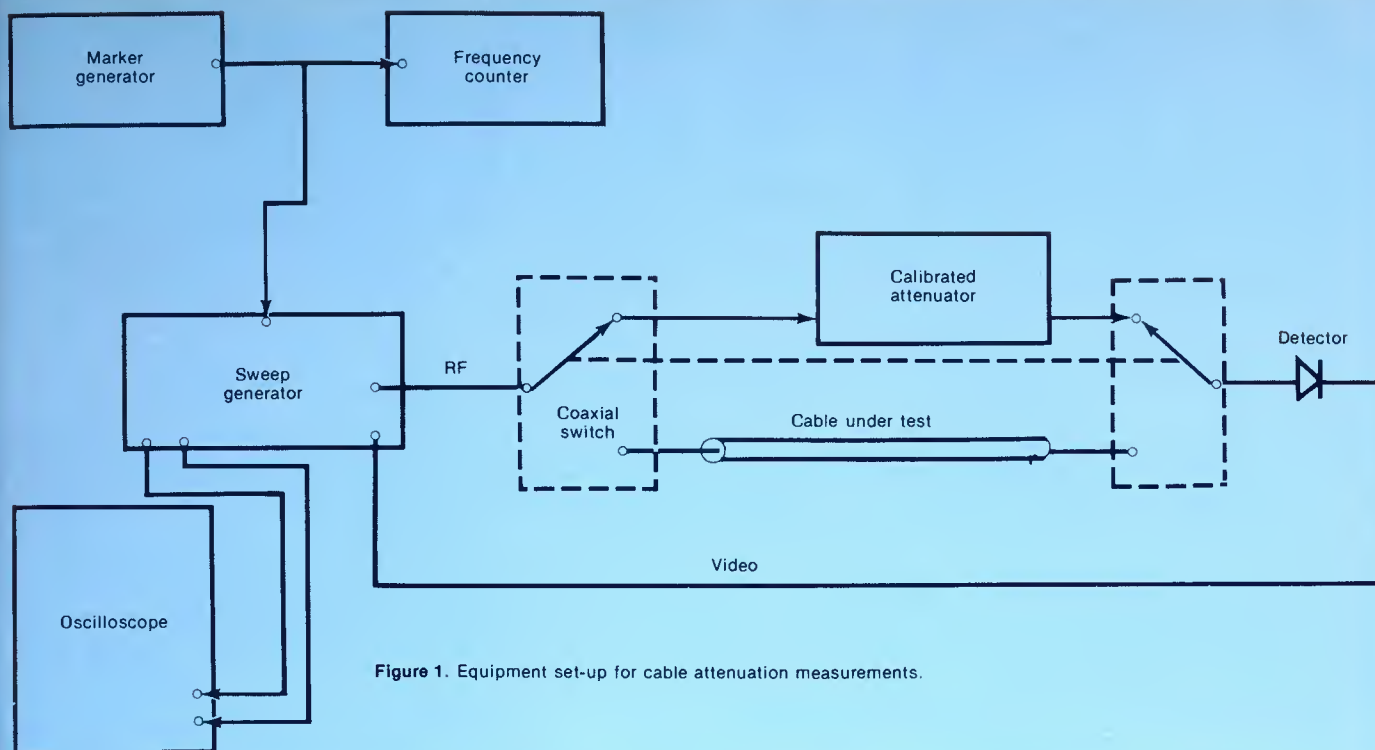 Marker
generator
Frequency
counter
Calibrated
attenuator
Detector
RF
Sweep
generator
Coaxial
switch
Cable under test
Video
Oscilloscope
Figure 1. Equipment set-up for cable attenuation measurements.